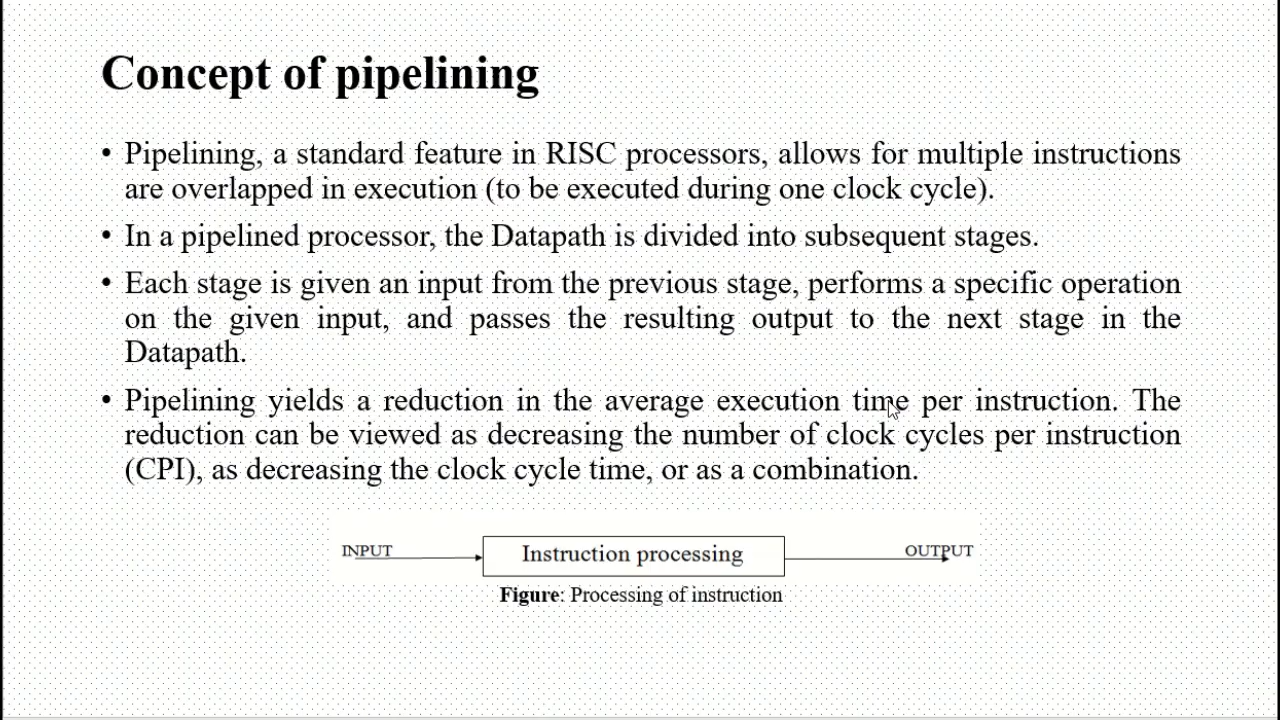 Concept of pipelining
• Pipelining, a standard feature in RISC processors, allows for multiple instructions
are overlapped in execution (to be executed during one clock cycle).
• In a pipelined processor, the Datapath is divided into subsequent stages.
• Each stage is given an input from the previous stage, performs a specific operation
on the given input, and passes the resulting output to the next stage in the
Datapath.
• Pipelining yields a reduction in the average execution time per instruction. The
reduction can be viewed as decreasing the number of clock cycles per instruction
(CPI), as decreasing the clock cycle time, or as a combination.
INPUT
Instruction processing
OUTPUT
Figure: Processing of instruction